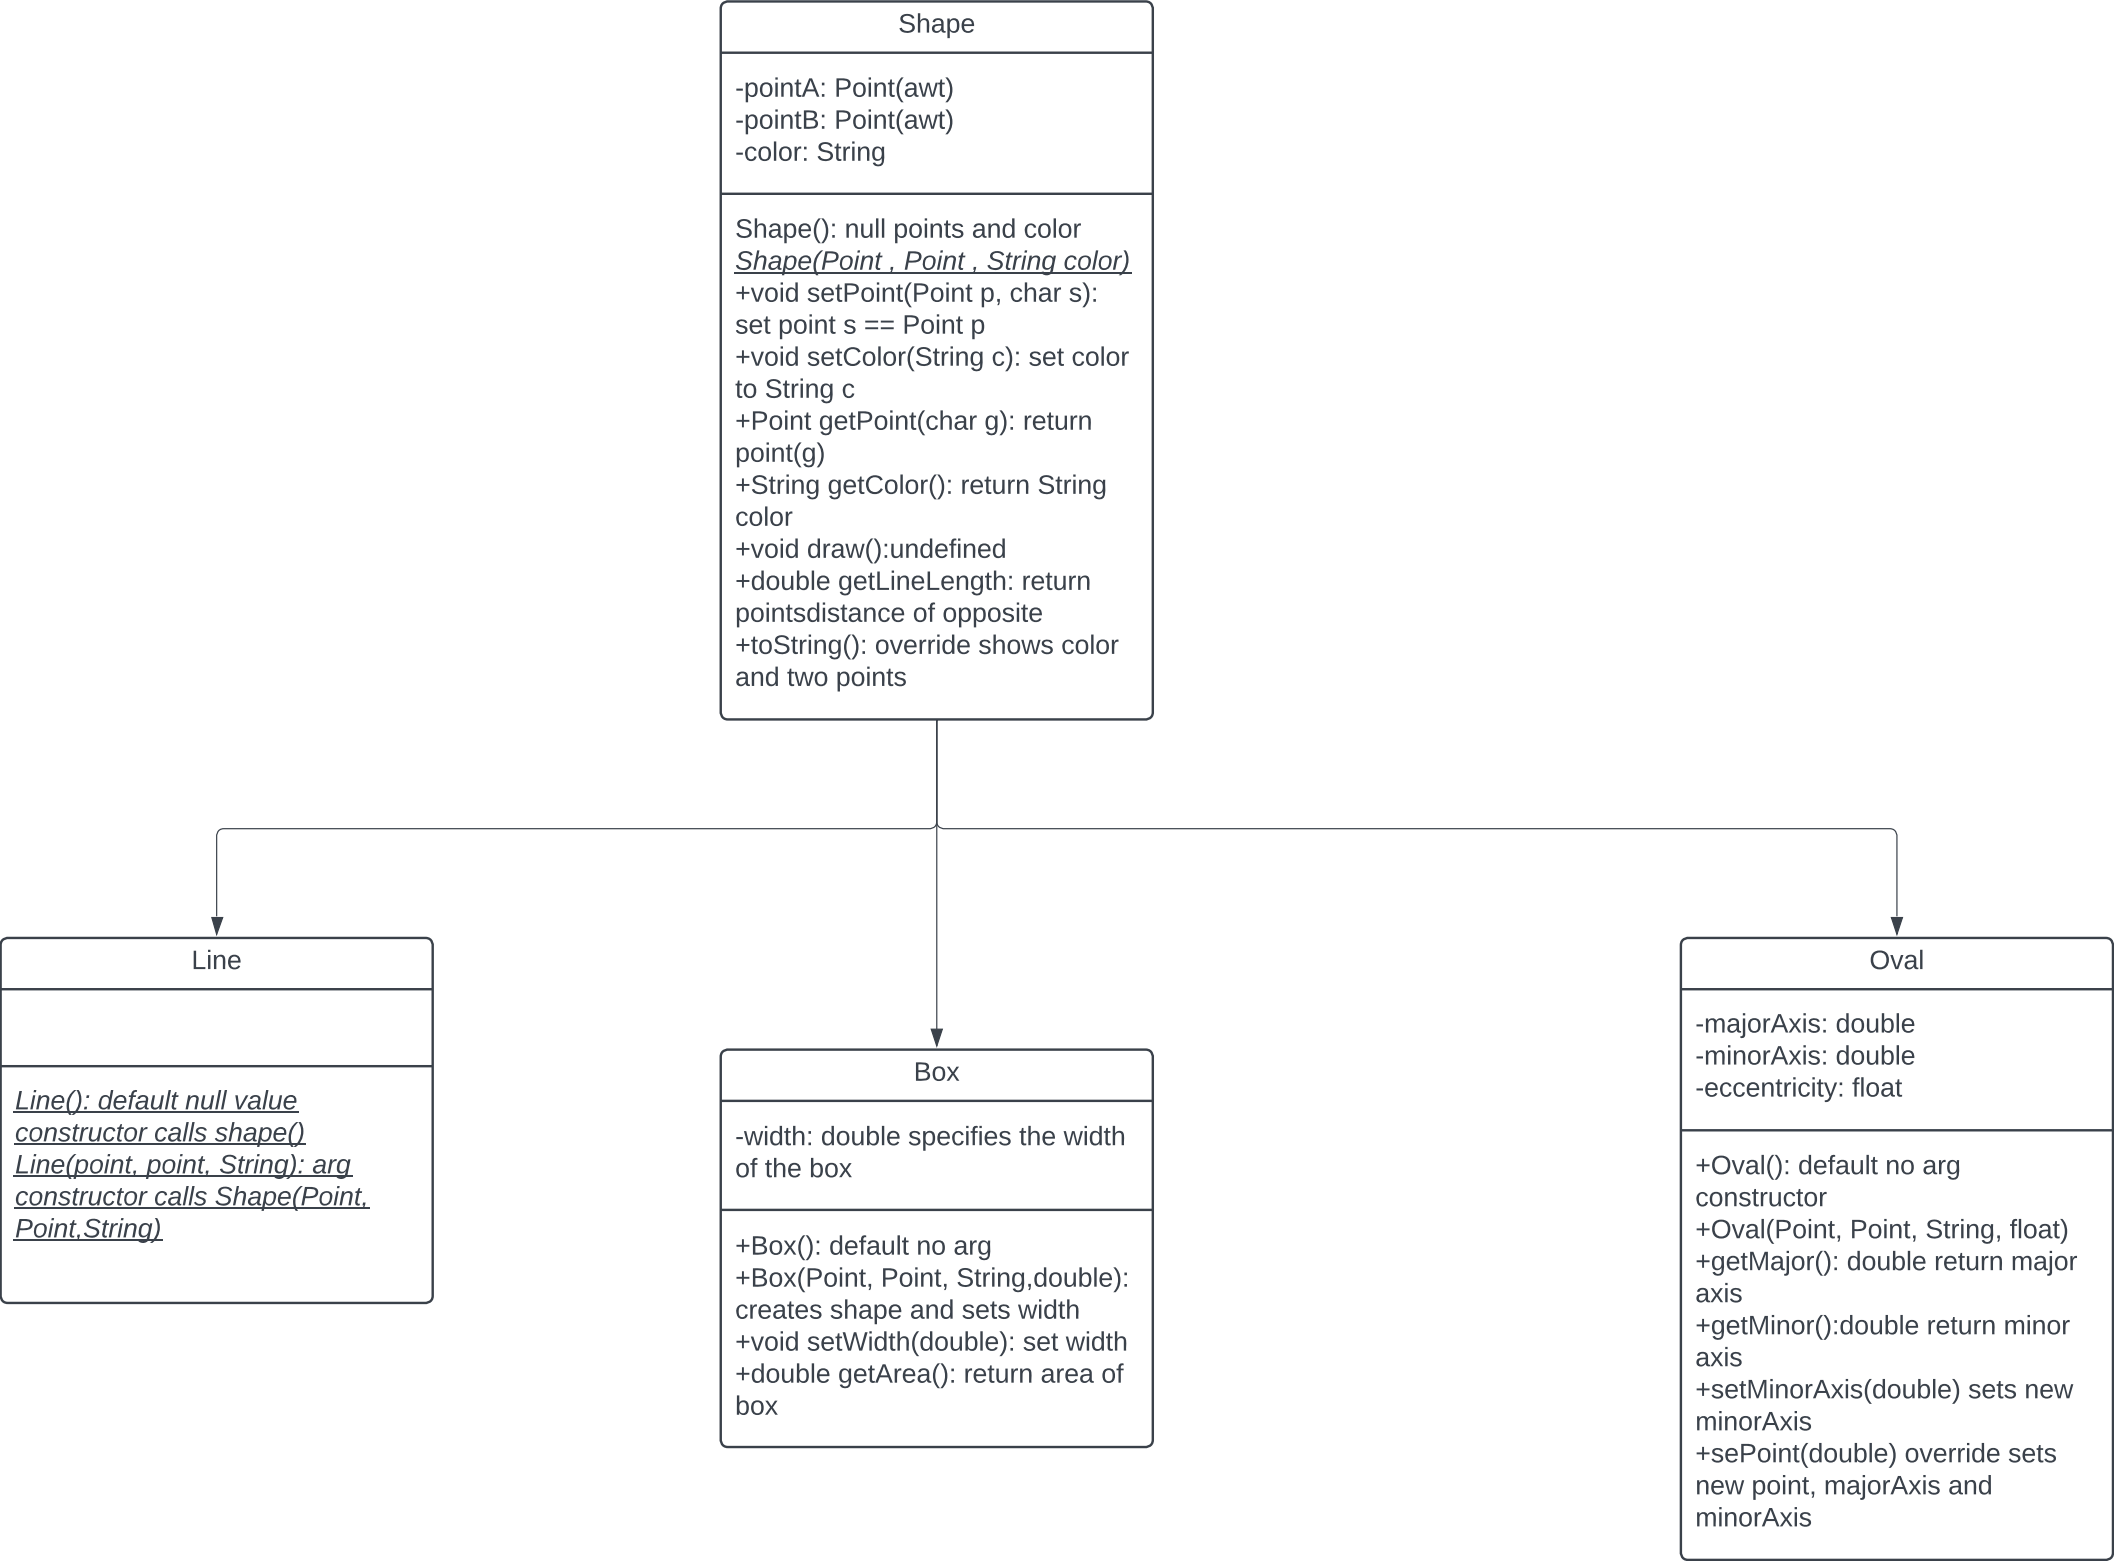 Shape
-pointA: Point(awt)
-pointB: Point(awt)
-color: String
Shape(): null points and color
Shape(Point , Point , String color)
+void setPoint(Point p, char s):
set point s == Point p
+void setColor(String c): set color
to String c
+Point getPoint(char g): return
point(g)
+String getColor(): return String
color
+void draw():undefined
+double getLineLength: return
pointsdistance of opposite
+toString(): override shows color
and two points
Line
Line(): default null value
constructor calls shape()
Line(point, point, String): arg
constructor calls Shape(Point,
Point,String)
Box
-width: double specifies the width
of the box
+Box(): default no arg
+Box(Point, Point, String,double):
creates shape and sets width
+void setWidth(double): set width
+double getArea(): return area of
box
Oval
-majorAxis: double
-minorAxis: double
-eccentricity: float
+Oval(): default no arg
constructor
+Oval(Point, Point, String, float)
+getMajor(): double return major
axis
+getMinor():double return minor
axis
+setMinorAxis(double) sets new
minorAxis
+sePoint(double) override sets
new point, majorAxis and
minorAxis